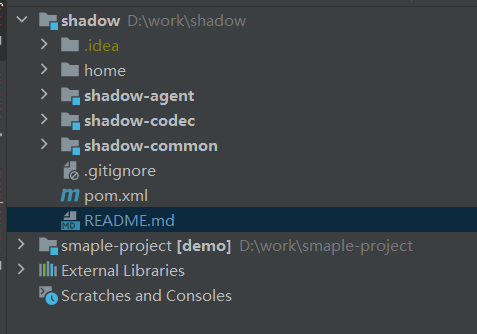 shadow D:\work\shadow
.idea
home
shadow-agent
shadow-codec
shadow-common
.gitignore
m pom.xml
MD README.md
smaple-project [demo] D:\work\smaple-project
External Libraries
Scratches and Consoles